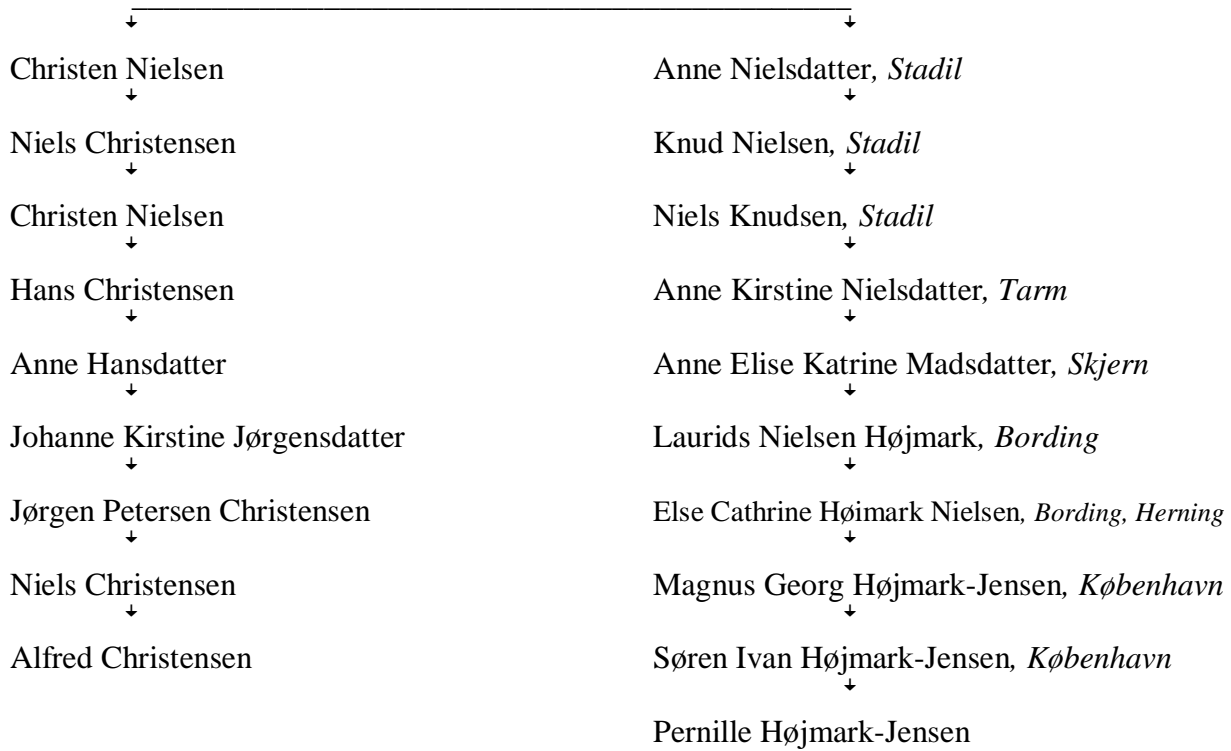 Christen Nielsen
Anne Nielsdatter, Stadil
Niels Christensen
Knud Nielsen, Stadil
Christen Nielsen
Niels Knudsen, Stadil
Hans Christensen
Anne Kirstine Nielsdatter, Tarm
Anne Hansdatter
Anne Elise Katrine Madsdatter, Skjern
Johanne Kirstine Jørgensdatter
Laurids Nielsen Højmark, Bording
Jørgen Petersen Christensen
Else Cathrine Høimark Nielsen, Bording, Herning
Niels Christensen
Magnus Georg Højmark-Jensen, København
Alfred Christensen
Søren Ivan Højmark-Jensen, København
Pernille Højmark-Jensen